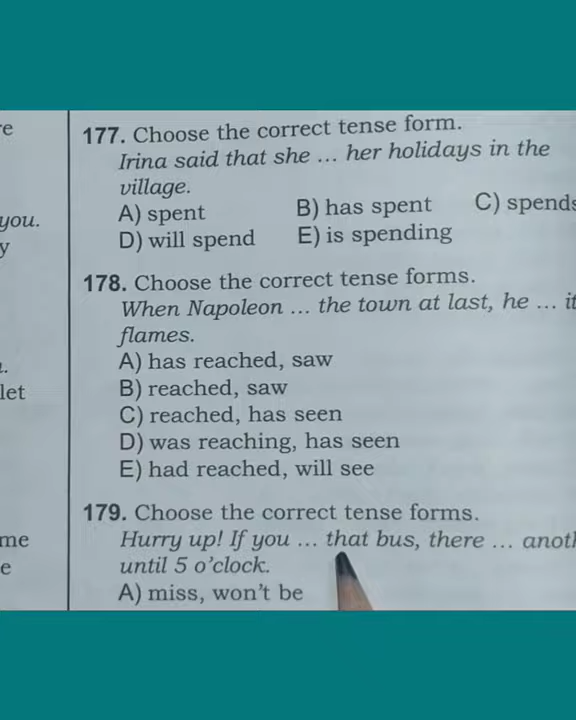 e
177. Choose the correct tense form.
Irina said that she ... her holidays in the
village.
you.
A) spent B) has spent C) spends
y
D) will spend E) is spending
178. Choose the correct tense forms.
When Napoleon ... the town at last, he ... it
flames.
A) has reached, saw
let
B) reached, saw
C) reached, has seen
D) was reaching, has seen
E) had reached, will see
179. Choose the correct tense forms.
me
Hurry up! If you ... that bus, there ...
e
until 5 o'clock.
A) miss, won't be